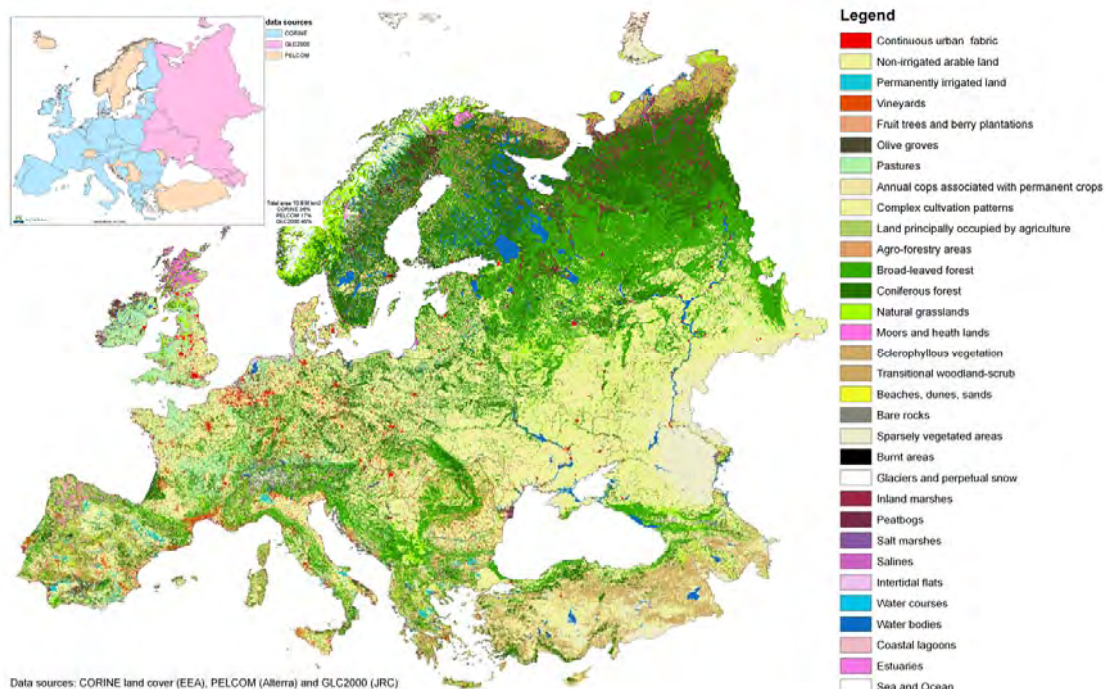 data sources
CORINE
GLC2000
PELCOM
PELCOM 17%
Legend
Continuous urban fabric
Non-irrigated arable land
Permanently irrigated land
Vineyards
Fruit trees and berry plantations
Olive groves
Pastures
Annual cops associated with permanent crops
Complex cultivation patterns
Land principally occupied by agriculture
Agro-forestry areas
Broad-leaved forest
Coniferous forest
Natural grasslands
Moors and heath lands
Sclerophyllous vegetation
Transitional woodland-scrub
Beaches, dunes, sands
Bare rocks
Sparsely vegetated areas
Burnt areas
Glaciers and perpetual snow
Inland marshes
Peatbogs
Salt marshes
Salines
Intertidal flats
Water courses
Water bodies
Coastal lagoons
Estuaries
Sea and Ocean
Data sources: CORINE land cover (EEA), PELCOM (Alterra) and GLC2000 (JRC)